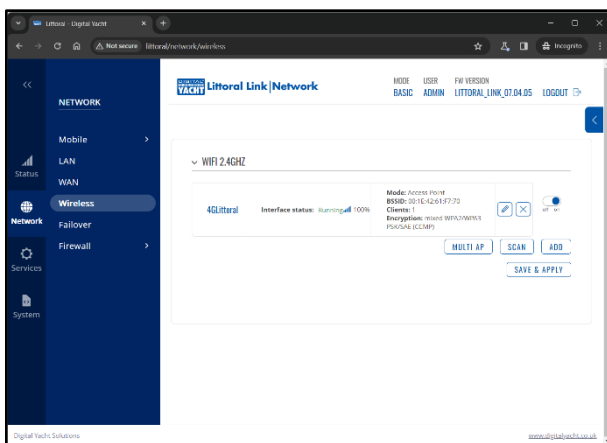 Littoral - Digital Yacht
Not secure littoral/network/wireless
Incognito
NETWORK
DIGITAL YACHT Littoral Link|Network
MODE USER FW VERSION
BASIC ADMIN LITTORAL_LINK_07.04.05 LOGOUT
Mobile
LAN
WAN
Wireless
Failover
Firewall
Status
Network
Services
System
WIFI 2.4GHZ
4GLittoral
Interface status: Running 100%
Mode: Access Point
BSSID: 00:1E:42:61:F7:70
Clients: 1
Encryption: mixed WPA2/WPA3
PSK/SAE (CCMP)
off on
MULTI AP SCAN ADD
SAVE & APPLY
Digital Yacht Solutions
www.digitalyacht.co.uk